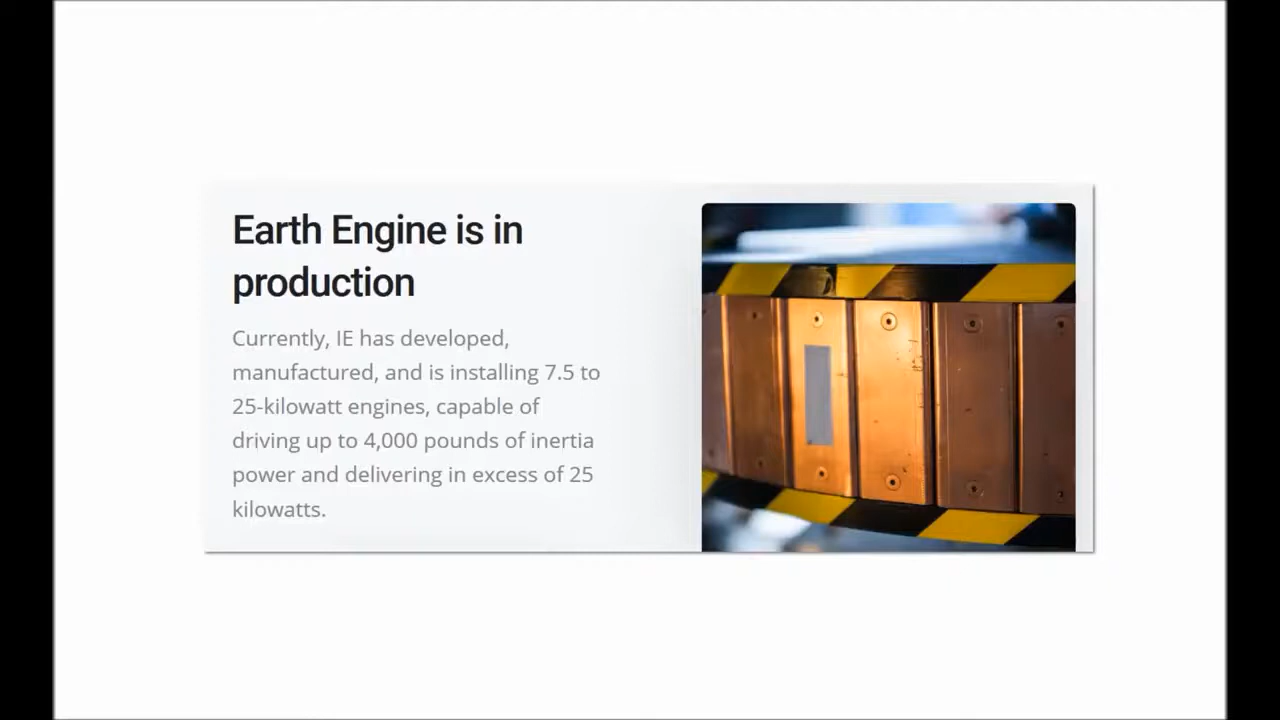 Earth Engine is in
production
Currently, IE has developed,
manufactured, and is installing 7.5 to
25-kilowatt engines, capable of
driving up to 4,000 pounds of inertia
power and delivering in excess of 25
kilowatts.